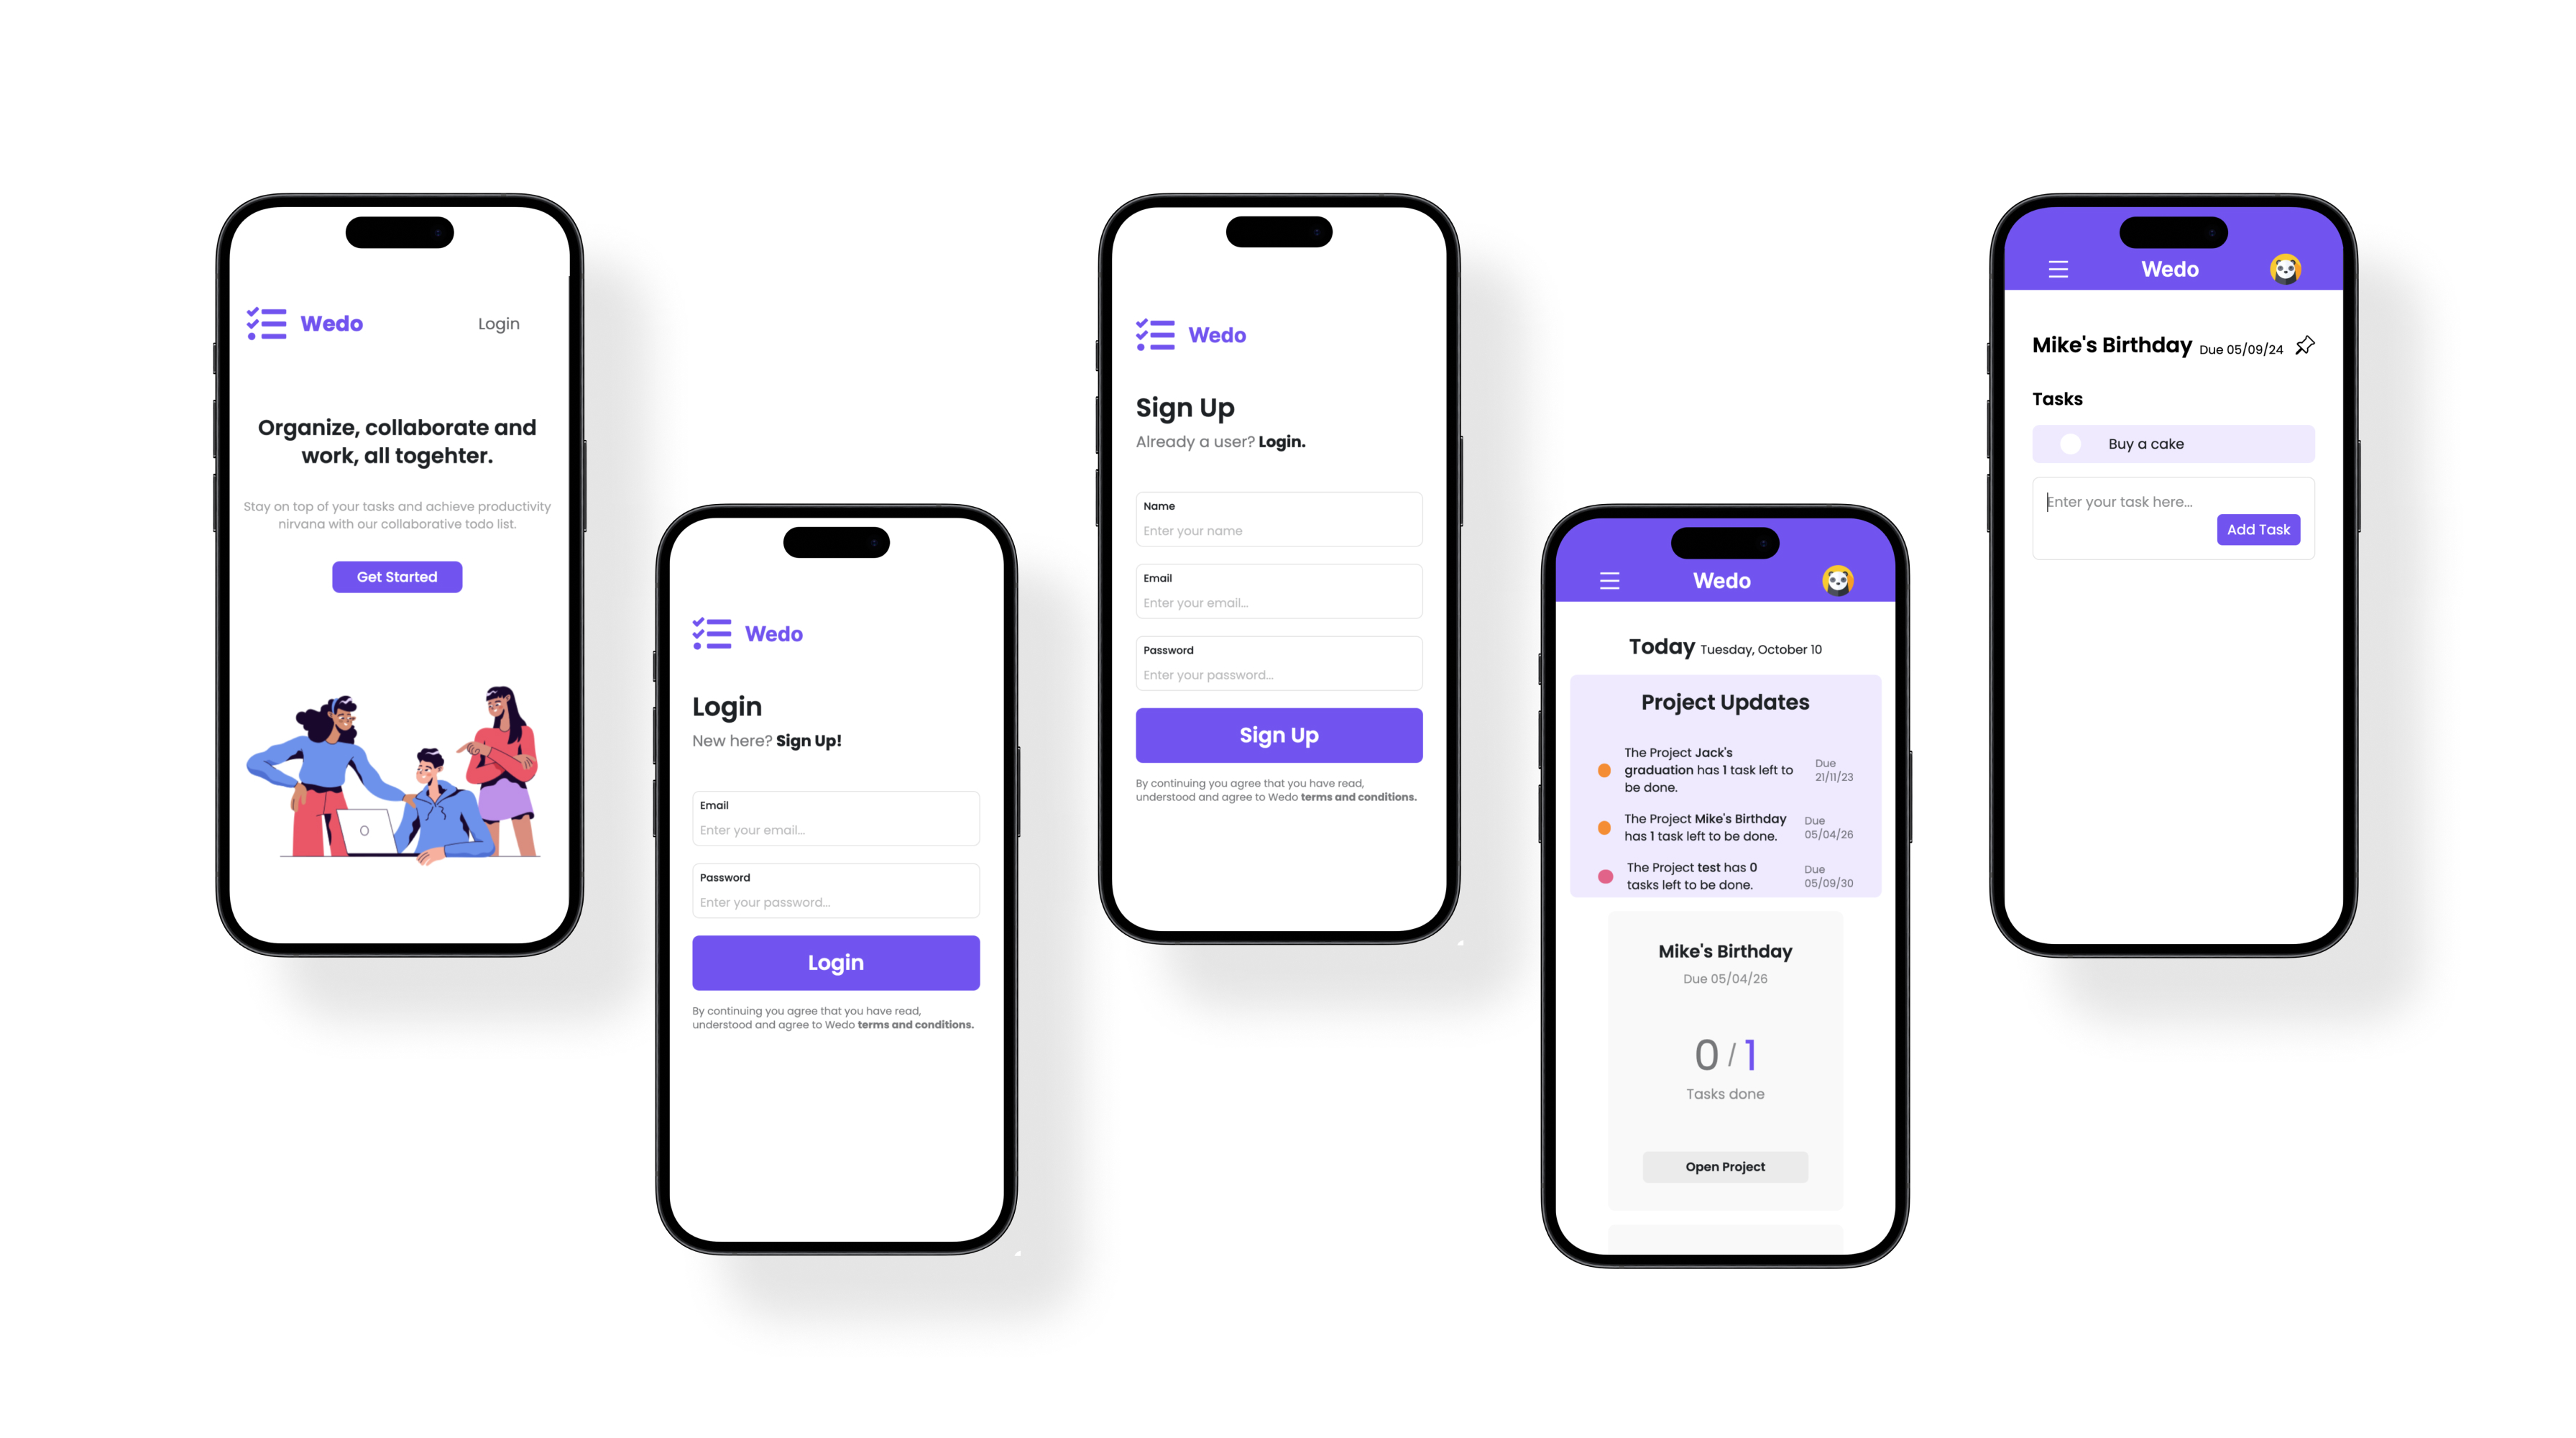 Wedo
Login
Organize, collaborate and
work, all togehter.
Stay on top of your tasks and achieve productivity
nirvana with our collaborative todo list.
Get Started
Wedo
Login
New here? Sign Up!
Email
Enter your email...
Password
Enter your password...
Login
By continuing you agree that you have read,
understood and agree to Wedo terms and conditions.
Wedo
Sign Up
Already a user? Login.
Name
Enter your name
Email
Enter your email...
Password
Enter your password...
Sign Up
By continuing you agree that you have read,
understood and agree to Wedo terms and conditions.
Wedo
Today Tuesday, October 10
Project Updates
The Project Jack's
graduation has 1 task left to
be done.
Due
21/11/23
The Project Mike's Birthday
has 1 task left to be done.
Due
05/04/26
The Project test has 0
tasks left to be done.
Due
05/09/30
Mike's Birthday
Due 05/04/26
0 / 1
Tasks done
Open Project
Wedo
Mike's Birthday Due 05/09/24
Tasks
Buy a cake
Enter your task here...
Add Task